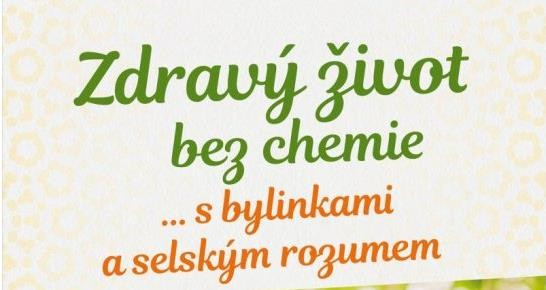 Zdravý život
bez chemie
... s bylinkami
a selským rozumem